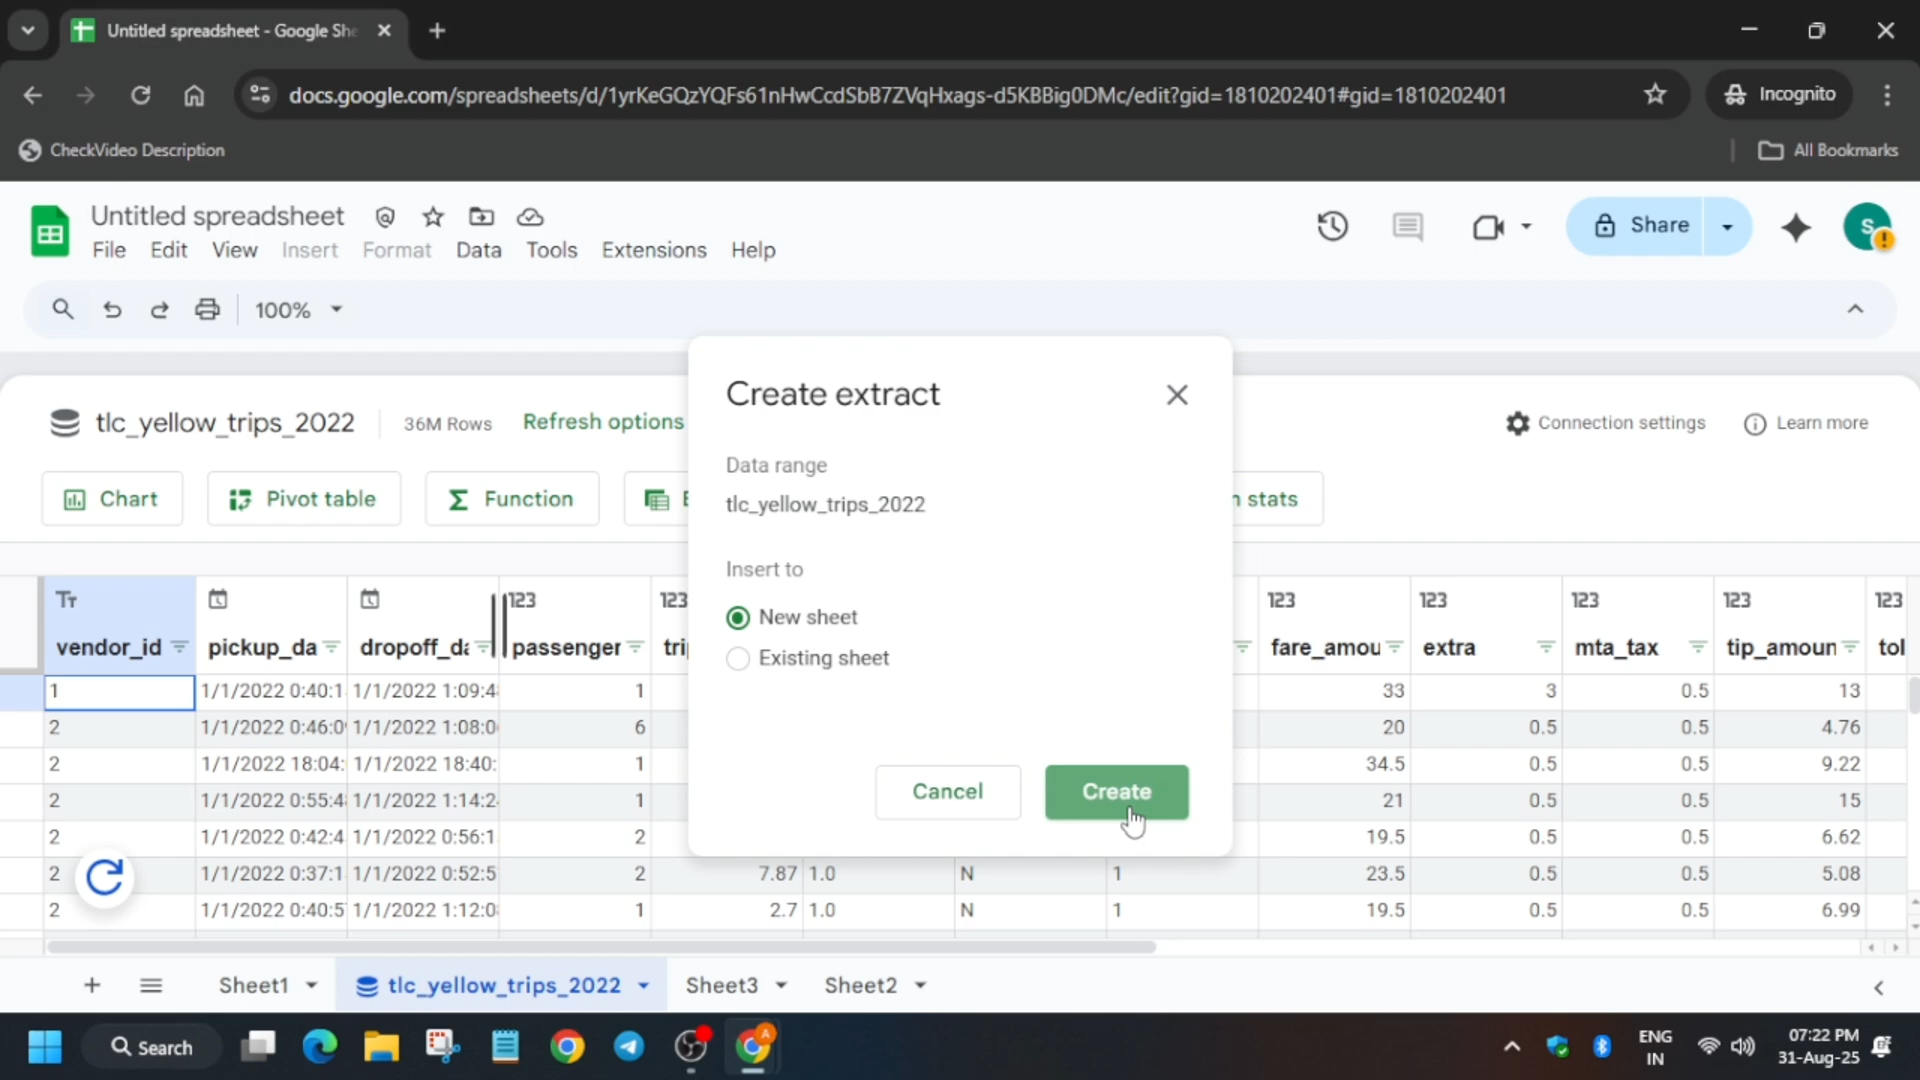 Untitled spreadsheet - Google She
docs.google.com/spreadsheets/d/1yrKeGQzYQFs61nHwCcdSbB7ZVqHxags-d5KBBig0DMc/edit?gid=1810202401#gid=1810202401
Incognito
CheckVideo Description
All Bookmarks
Untitled spreadsheet
Share
S
File Edit View Insert Format Data Tools Extensions Help
100%
Create extract
tlc_yellow_trips_2022
36M Rows
Refresh options
Connection settings
Learn more
Data range
tlc_yellow_trips_2022
Chart
Pivot table
Function
n stats
Insert to
New sheet
Existing sheet
Tт 123 123 123 123 123 123 123
vendor_id pickup_da dropoff_da passenger trip fare_amou extra mta_tax tip_amoun tol
1 1/1/2022 0:40:1 1/1/2022 1:09:4 1 33 3 0.5 13
2 1/1/2022 0:46:0 1/1/2022 1:08:0 6 20 0.5 0.5 4.76
2 1/1/2022 18:04: 1/1/2022 18:40: 1 34.5 0.5 0.5 9.22
2 1/1/2022 0:55:4 1/1/2022 1:14:2 1 21 0.5 0.5 15
2 1/1/2022 0:42:4 1/1/2022 0:56:1 2 19.5 0.5 0.5 6.62
2 1/1/2022 0:37:1 1/1/2022 0:52:5 2 7.87 1.0 N 1 23.5 0.5 0.5 5.08
2 1/1/2022 0:40:5 1/1/2022 1:12:0 1 2.7 1.0 N 1 19.5 0.5 0.5 6.99
Cancel
Create
Sheet1
tlc_yellow_trips_2022
Sheet3
Sheet2
Search
A
ENG
IN
07:22 PM
31-Aug-25